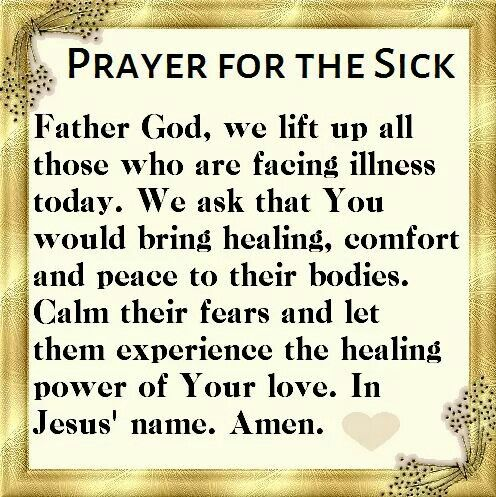 PRAYER FOR THE SICK
Father God, we lift up all
those who are facing illness
today. We ask that You
would bring healing, comfort
and peace to their bodies.
Calm their fears and let
them experience the healing
power of Your love. In
Jesus' name. Amen.